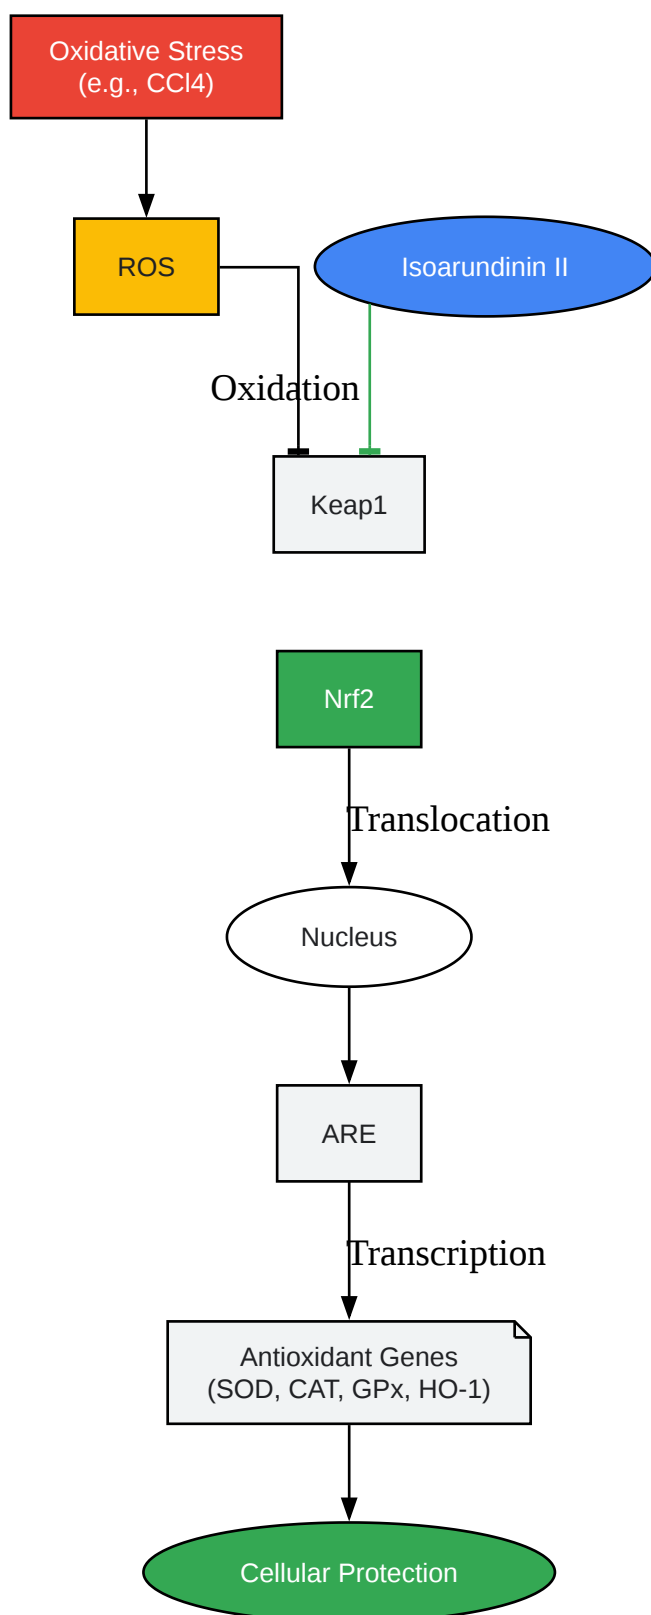 Oxidative Stress
(e.g., CCl4)
ROS
Isoarundinin II
Oxidation
Keap1
Nrf2
Translocation
Nucleus
ARE
Transcription
Antioxidant Genes
(SOD, CAT, GPx, HO-1)
Cellular Protection